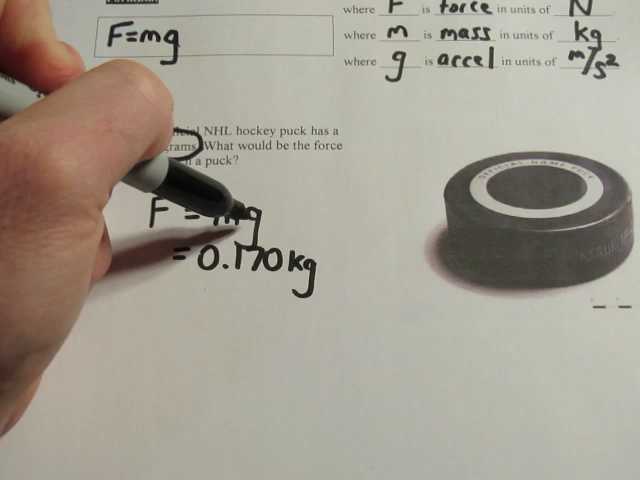 where F is force in units of N
F=mg
where m is mass in units of kg
where g is accel in units of m/s²
NHL hockey puck has a
grams. What would be the force
a puck?
F = mg
= 0.170 kg
OFFICIAL GAME PUCK